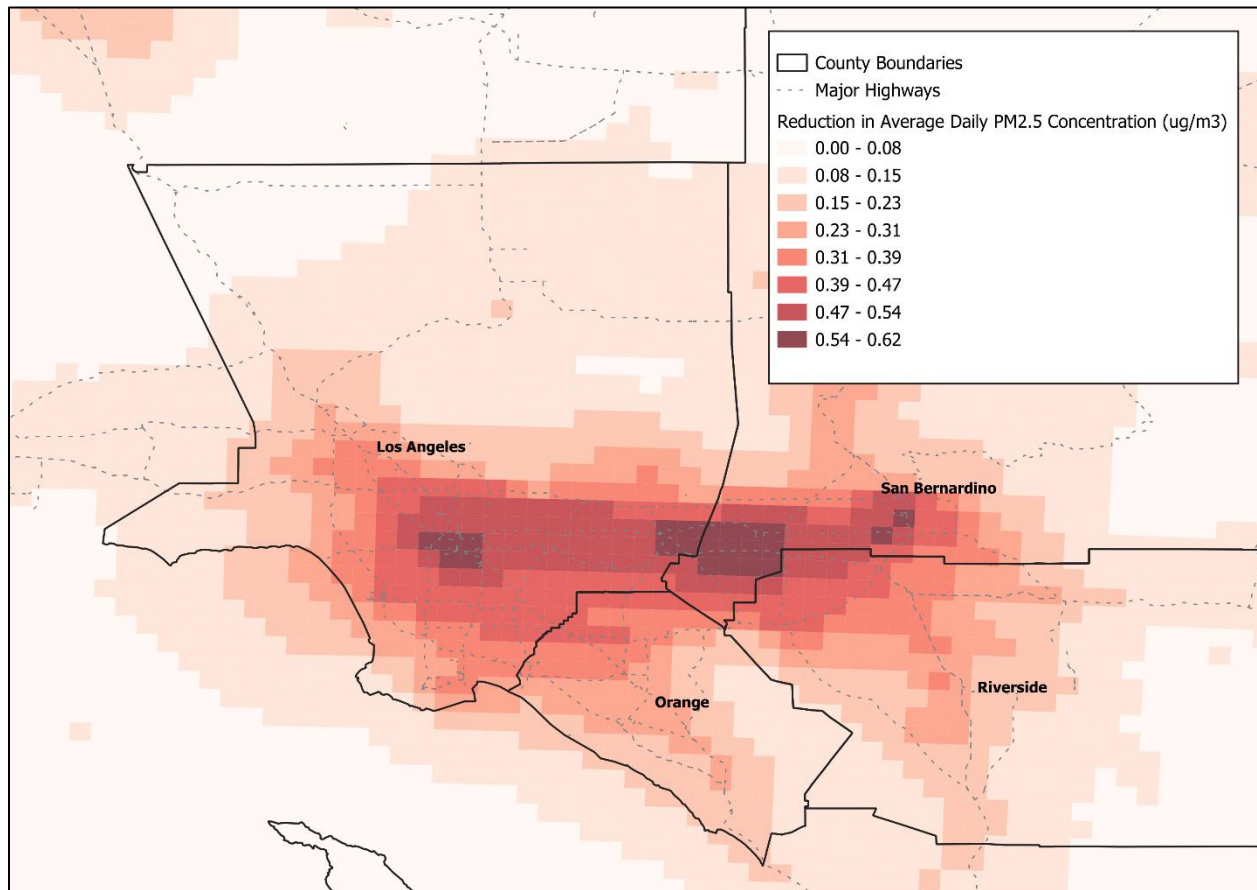 County Boundaries
Major Highways
Reduction in Average Daily PM2.5 Concentration (ug/m3)
0.00 - 0.08
0.08 - 0.15
0.15 - 0.23
0.23 - 0.31
0.31 - 0.39
0.39 - 0.47
0.47 - 0.54
0.54 - 0.62
Los Angeles
San Bernardino
Riverside
Orange